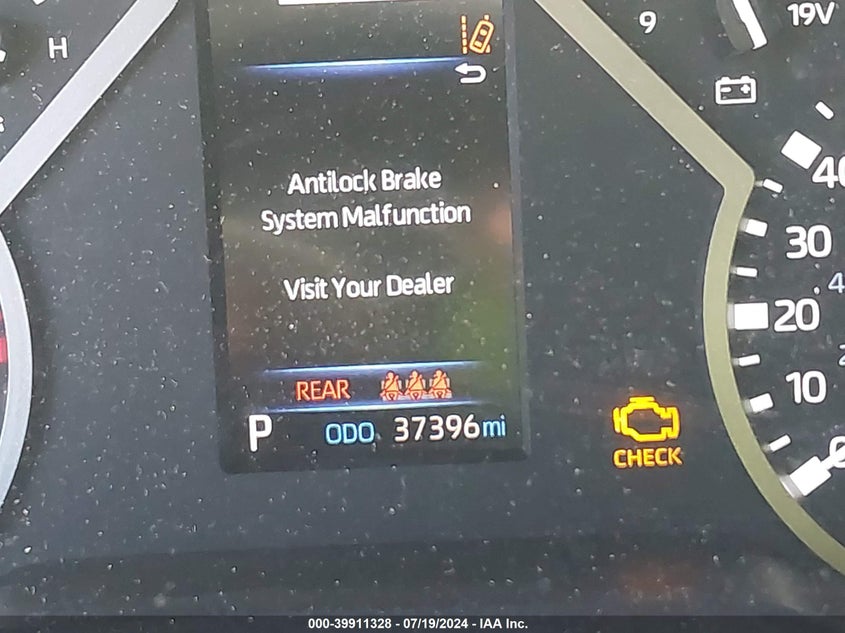 H
9
19V
Antilock Brake
System Malfunction
Visit Your Dealer
40
30
20
10
0
REAR
P ODO 37396 mi
CHECK
000-39911328 - 07/19/2024 - IAA Inc.